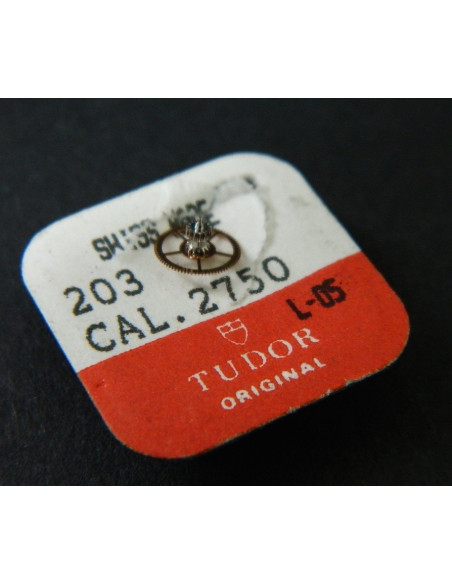 SWISS MADE
203
CAL. 2750
L-05
TUDOR
ORIGINAL